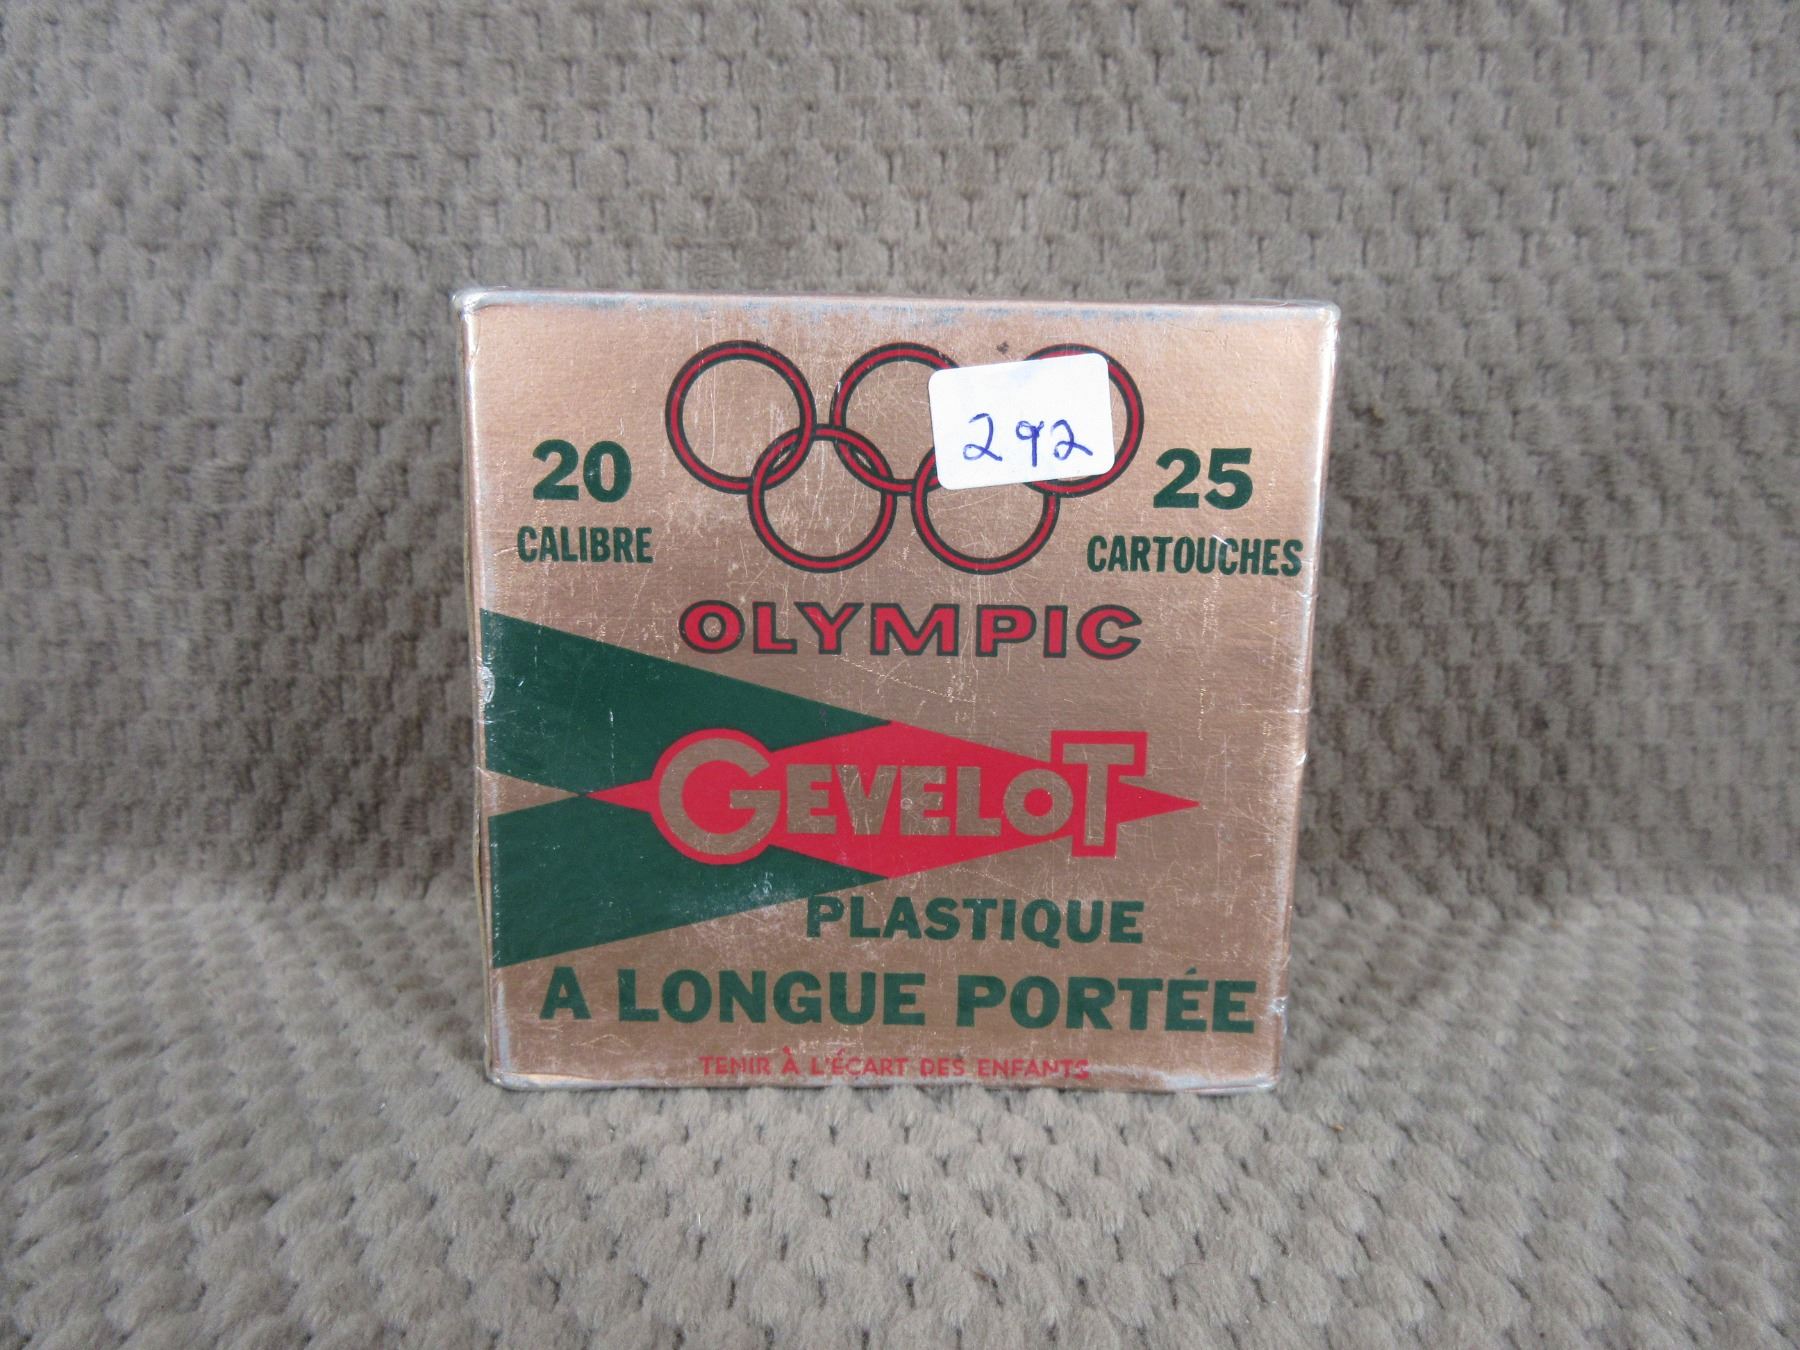 292
20
CALIBRE
25
CARTOUCHES
OLYMPIC
GEVELOT
PLASTIQUE
A LONGUE PORTÉE
TENIR À L'ÉCART DES ENFANTS